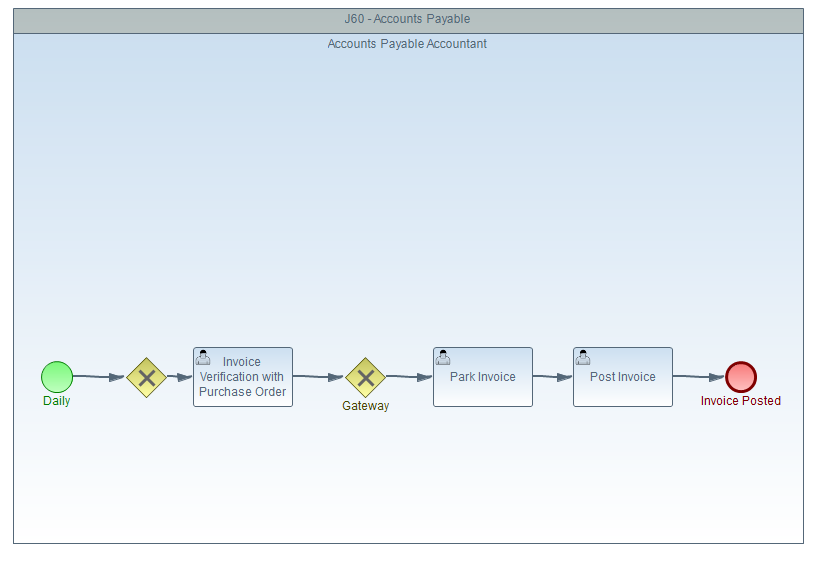 J60 - Accounts Payable
Accounts Payable Accountant
Daily
Invoice
Verification with
Purchase Order
Gateway
Park Invoice
Post Invoice
Invoice Posted